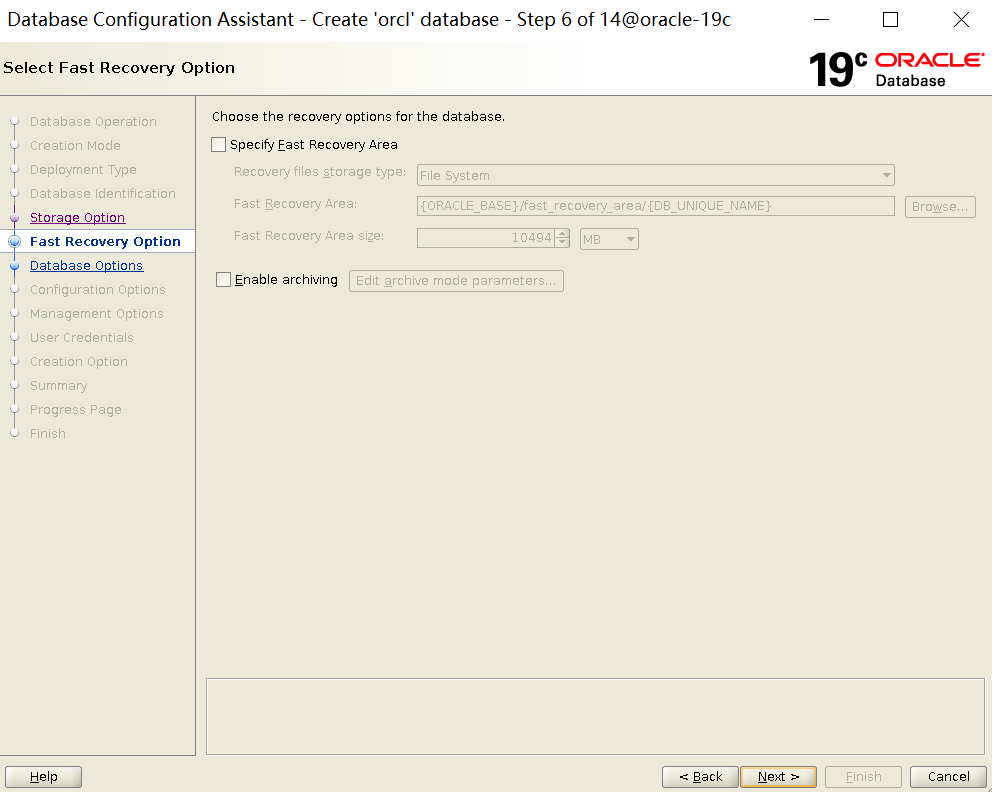 Database Configuration Assistant - Create 'orcl' database - Step 6 of 14@oracle-19c
Select Fast Recovery Option
19c ORACLE
Database
Database Operation
Creation Mode
Deployment Type
Database Identification
Storage Option
Fast Recovery Option
Database Options
Configuration Options
Management Options
User Credentials
Creation Option
Summary
Progress Page
Finish
Choose the recovery options for the database.
Specify Fast Recovery Area
Recovery files storage type: File System
Fast Recovery Area: {ORACLE_BASE}/fast_recovery_area/{DB_UNIQUE_NAME} Browse...
Fast Recovery Area size: 10494 MB
Enable archiving Edit archive mode parameters...
Help < Back Next > Finish Cancel